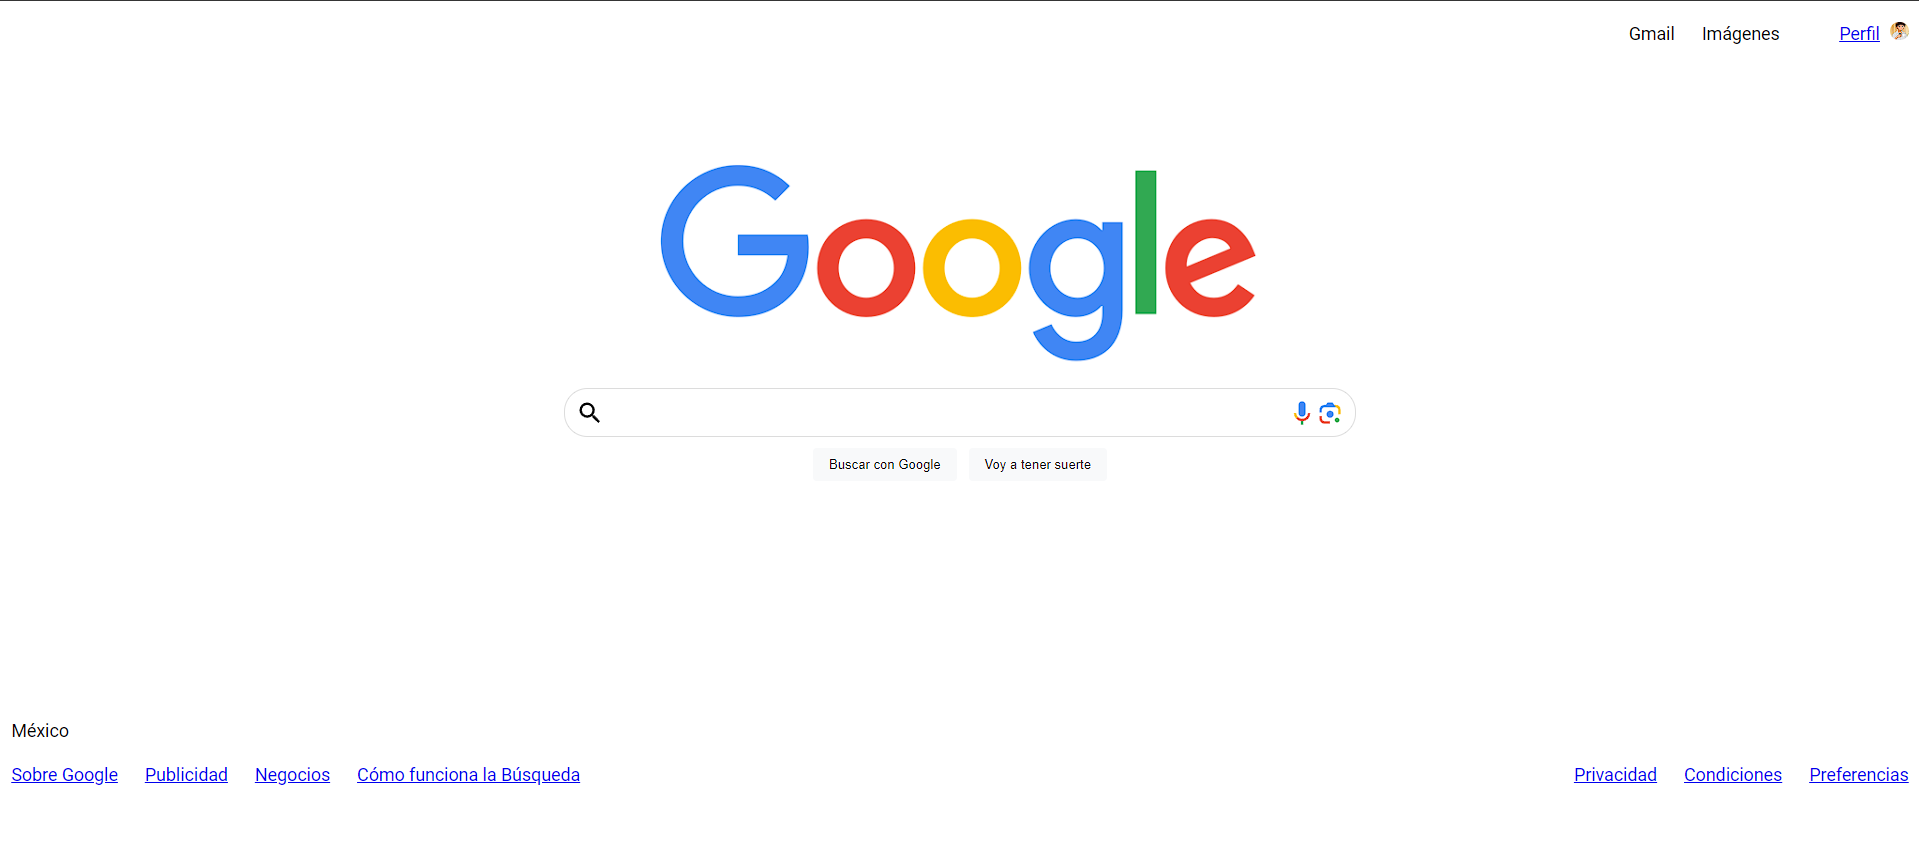 Gmail Imágenes Perfil
Google
Buscar con Google Voy a tener suerte
México
Sobre Google Publicidad Negocios Cómo funciona la Búsqueda Privacidad Condiciones Preferencias